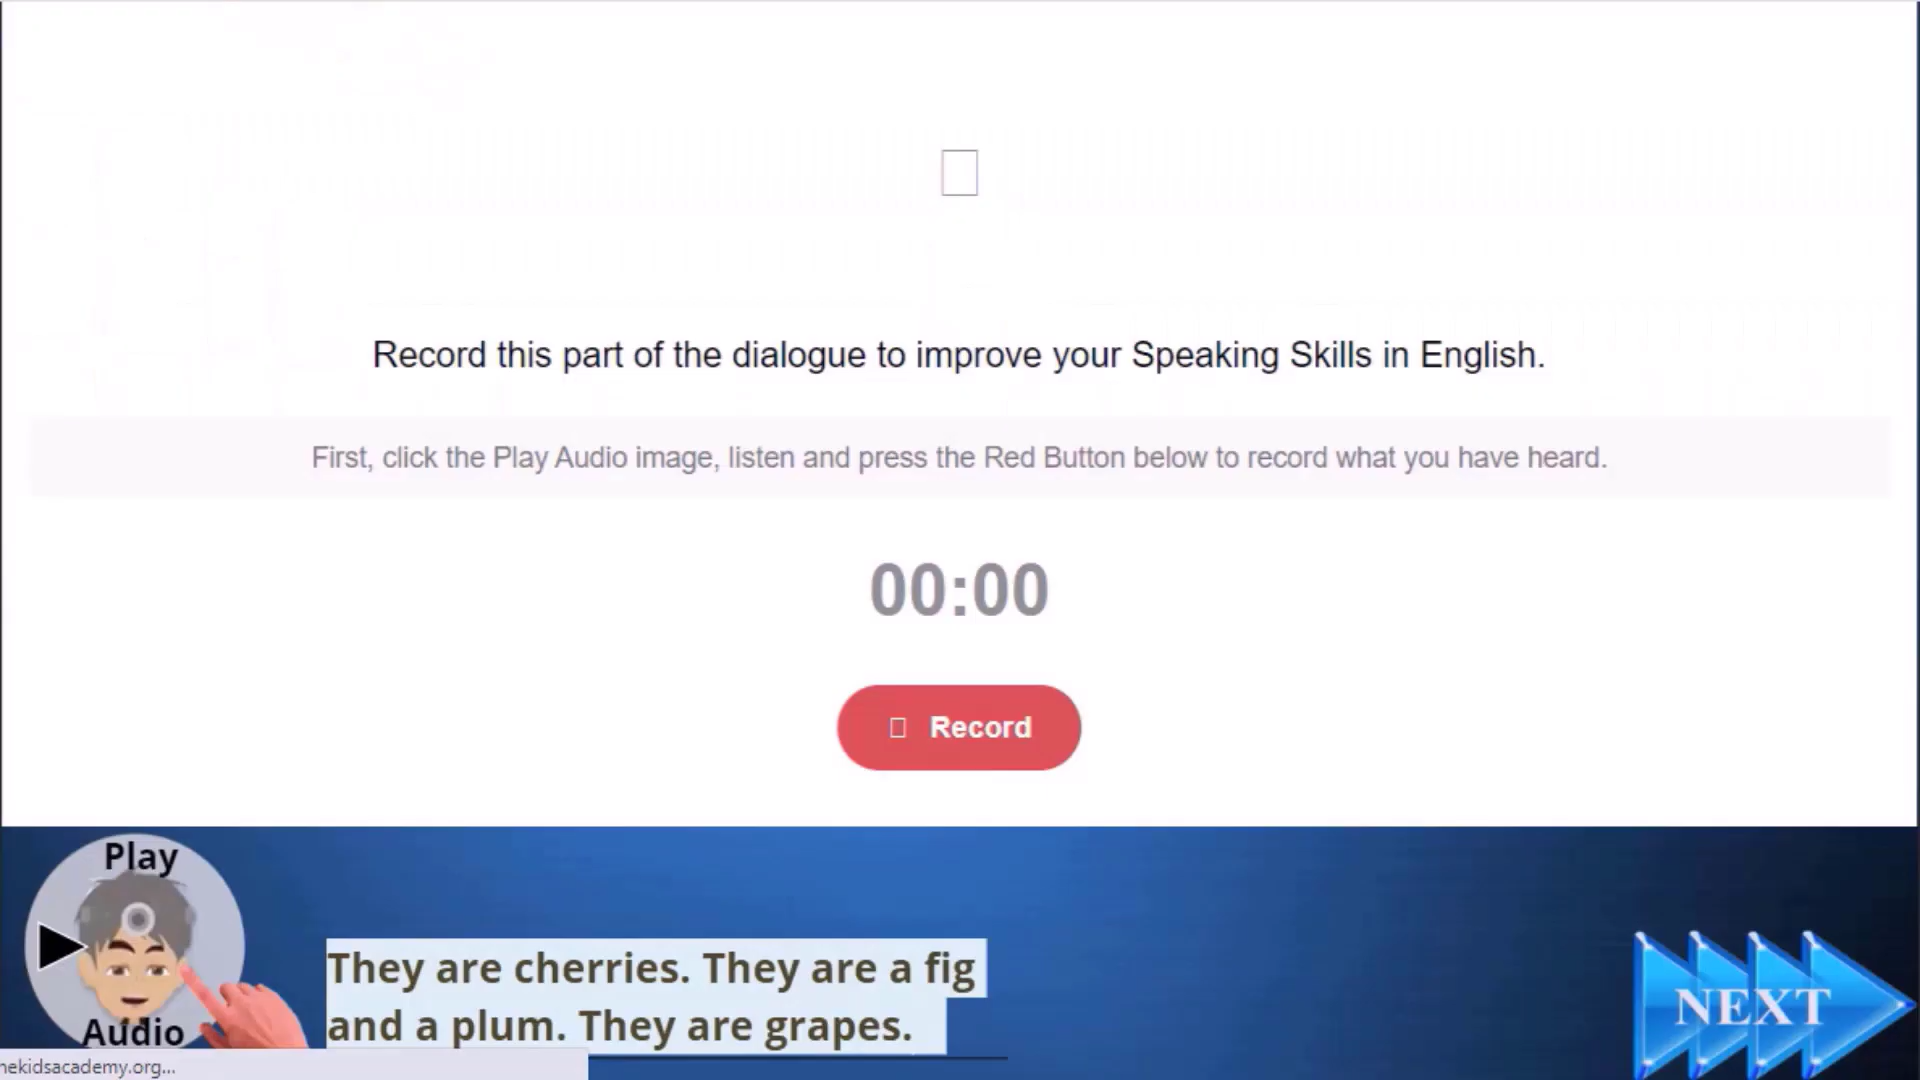 Record this part of the dialogue to improve your Speaking Skills in English.
First, click the Play Audio image, listen and press the Red Button below to record what you have heard.
00:00
Record
Play
Audio
They are cherries. They are a fig
and a plum. They are grapes.
NEXT
nekidsacademy.org...